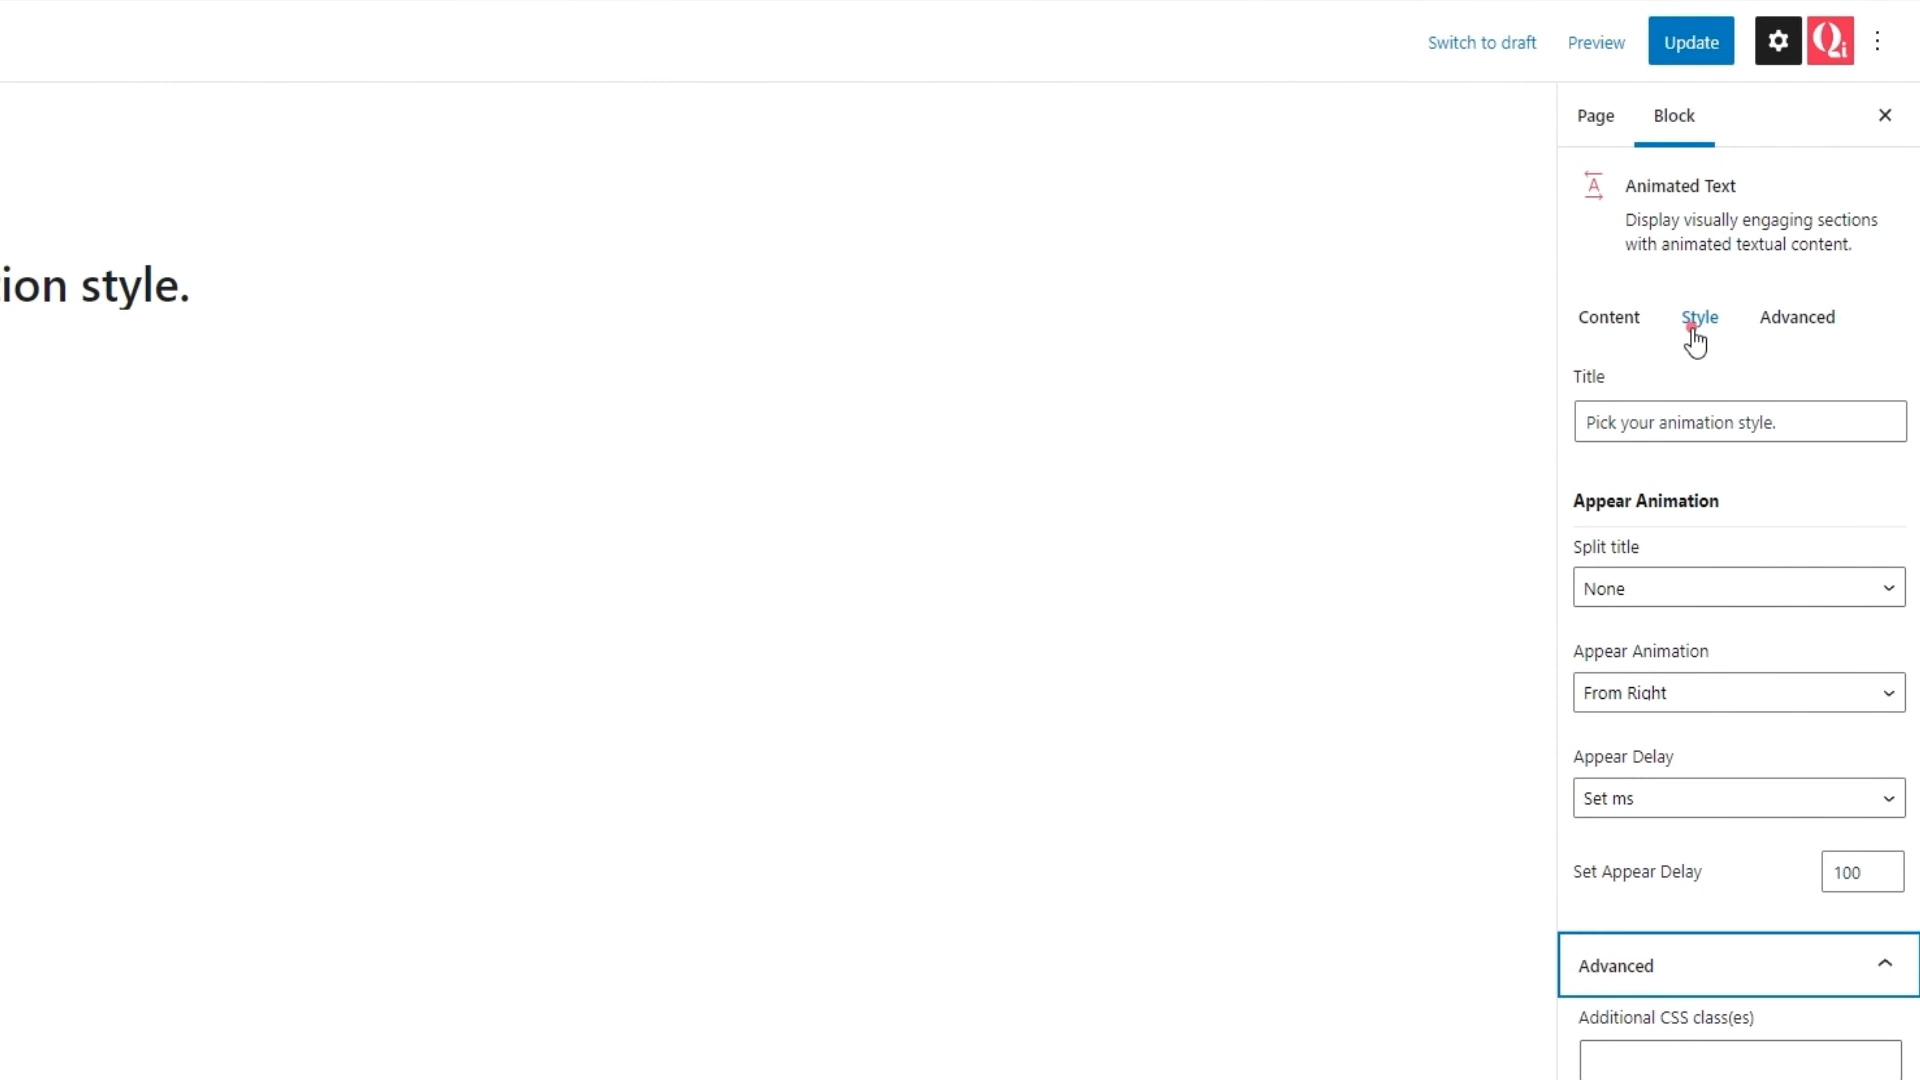 Switch to draft
Preview
Update
Qi
Page
Block
A
Animated Text
Display visually engaging sections
with animated textual content.
ion style.
Content
Style
Advanced
Title
Pick your animation style.
Appear Animation
Split title
None
Appear Animation
From Right
Appear Delay
Set ms
Set Appear Delay
100
Advanced
Additional CSS class(es)